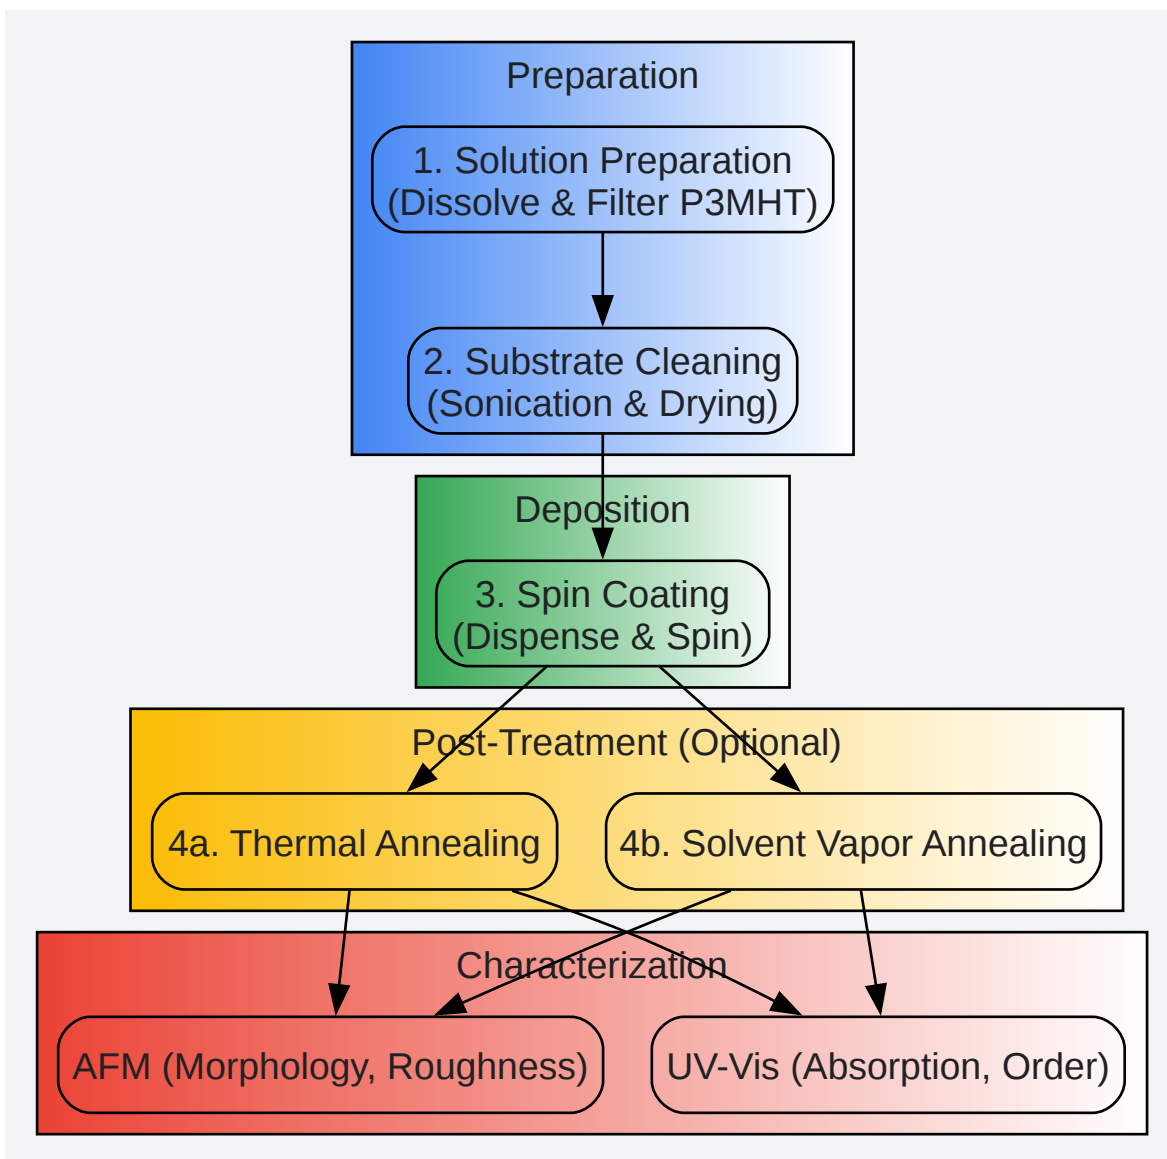 Preparation
1. Solution Preparation
(Dissolve & Filter P3MHT)
2. Substrate Cleaning
(Sonication & Drying)
Deposition
3. Spin Coating
(Dispense & Spin)
Post-Treatment (Optional)
4a. Thermal Annealing
4b. Solvent Vapor Annealing
Characterization
AFM (Morphology, Roughness)
UV-Vis (Absorption, Order)